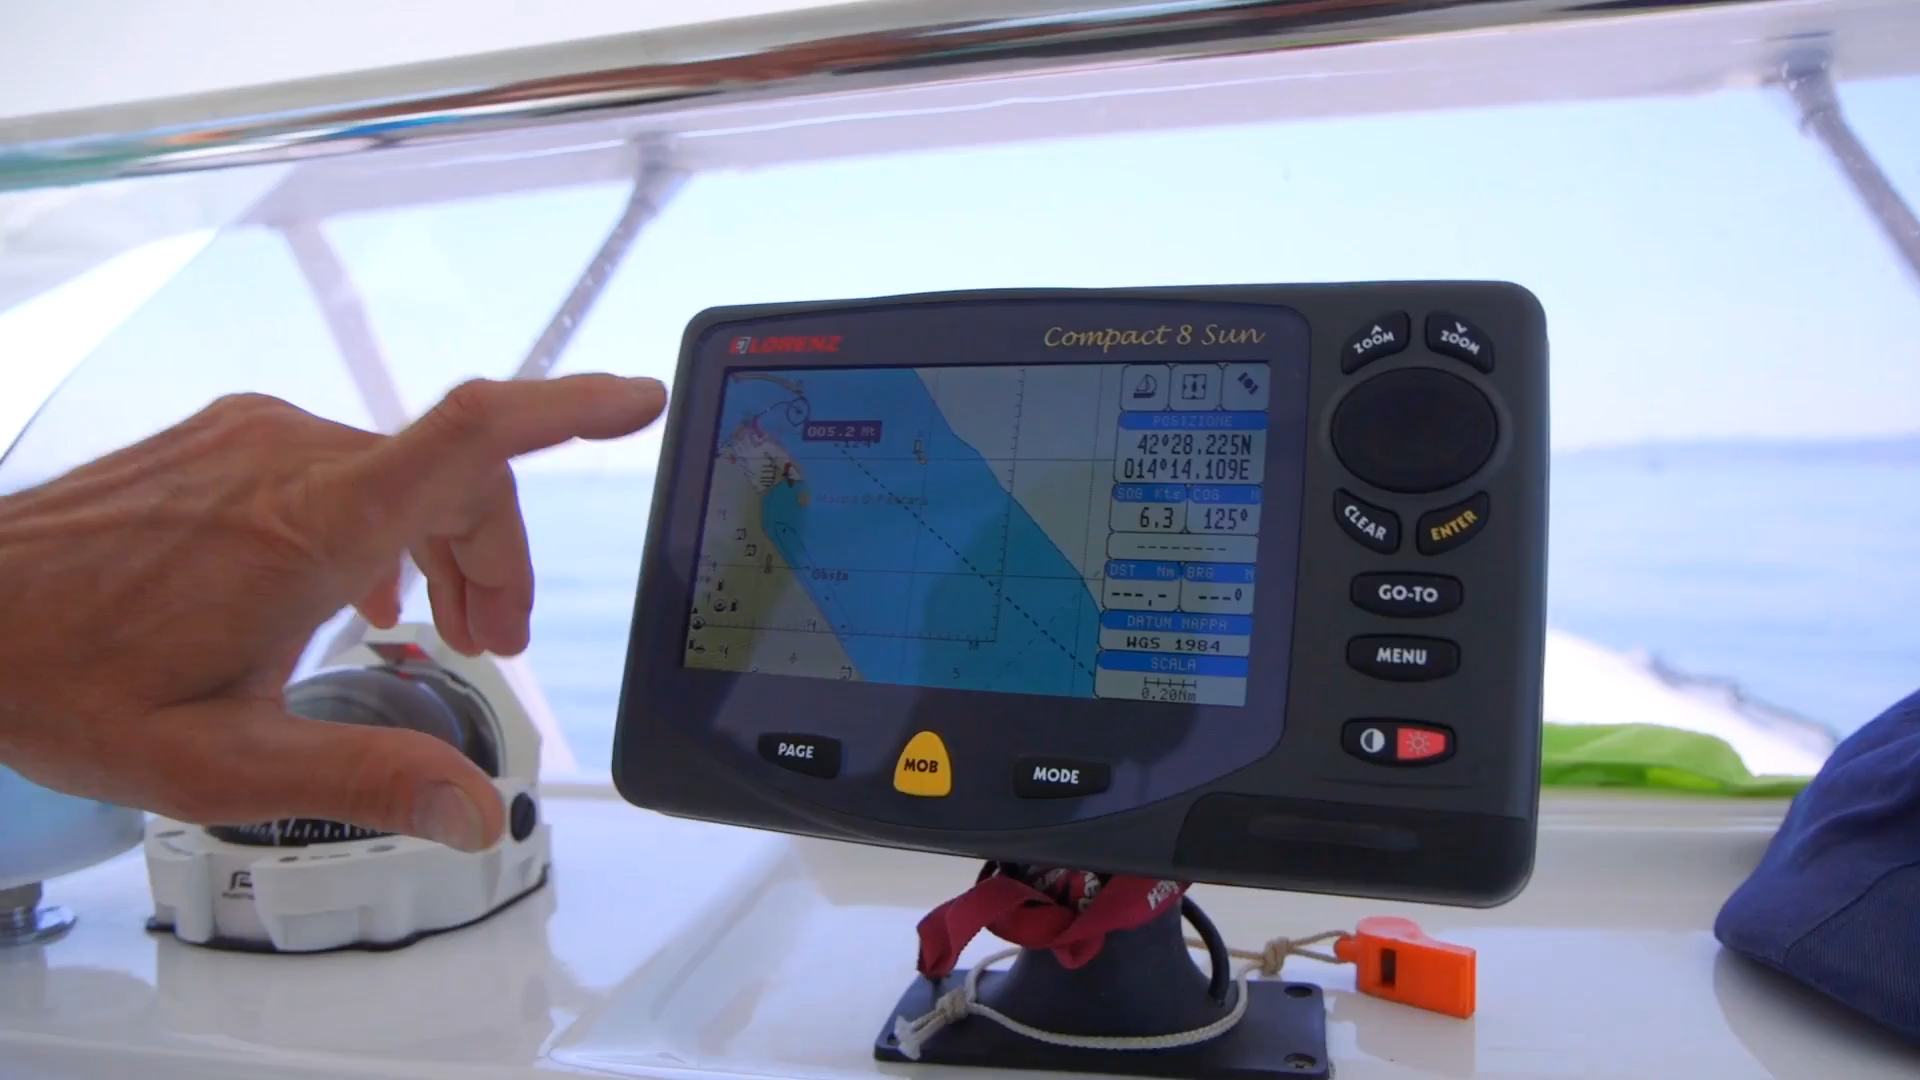 LORENZ
Compact 8 Sun
ZOOM
ZOOM
005.2 Mt
POSIZIONE
42°28.225N
014°14.109E
SOG Kts
COG M
6.3
125°
DST Nm
BRG M
DATUM MAPPA
WGS 1984
SCALA
0.20Nm
5
CLEAR
ENTER
GO-TO
MENU
PAGE
MOB
MODE